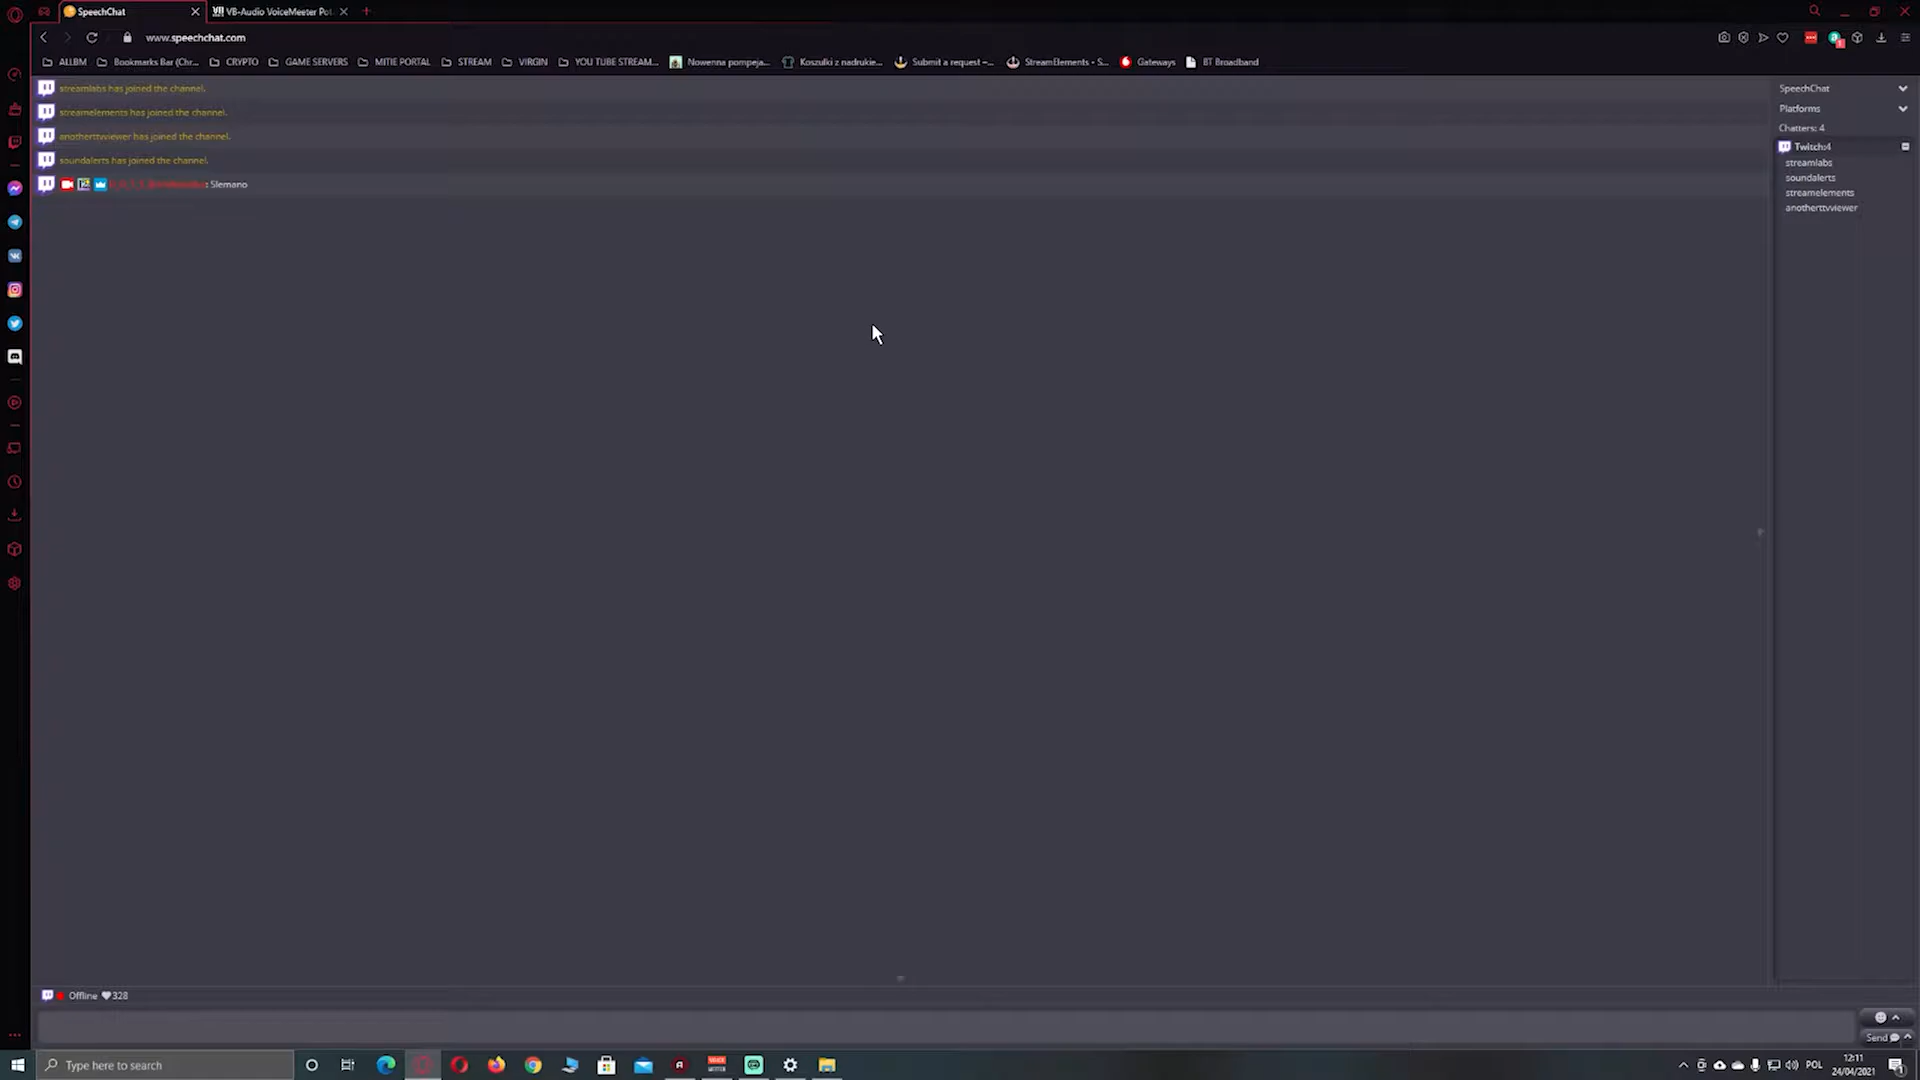 SpeechChat
VB-Audio VoiceMeeter Pot
www.speechchat.com
ALLBM
Bookmarks Bar (Chr...
CRYPTO
GAME SERVERS
MITIE PORTAL
STREAM
VIRGIN
YOU TUBE STREAM...
Nowenna pompeja...
Koszulki z nadrukie...
Submit a request –...
StreamElements - S...
Gateways
BT Broadband
streamlabs has joined the channel.
streamelements has joined the channel.
anotherttvviewer has joined the channel.
soundalerts has joined the channel.
: Slemano
SpeechChat
Platforms
Chatters: 4
Twitch:4
streamlabs
soundalerts
streamelements
anotherttvviewer
Offline 328
Send
Type here to search
POL
12:11
24/04/2021